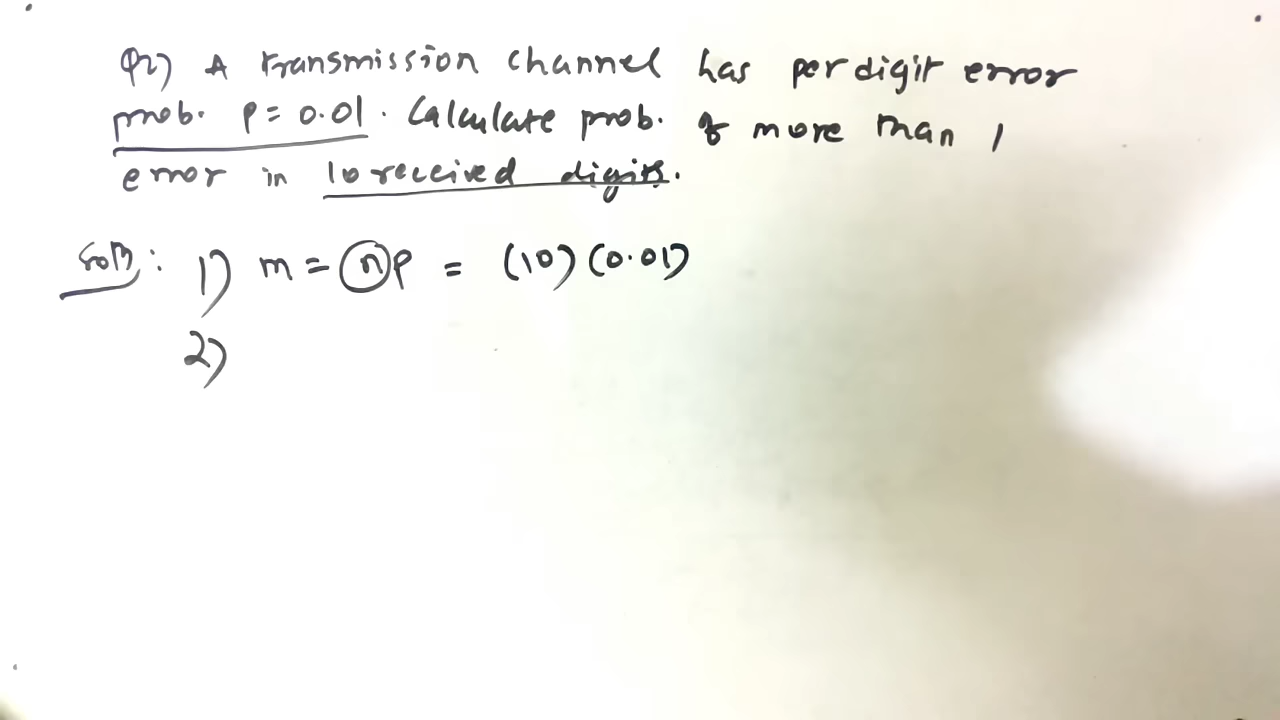 Q2) A transmission channel has per digit error
prob. P = 0.01. Calculate prob. of more than 1
error in 10 received digits.
Soln: 1) m = np = (10) (0.01)
2)